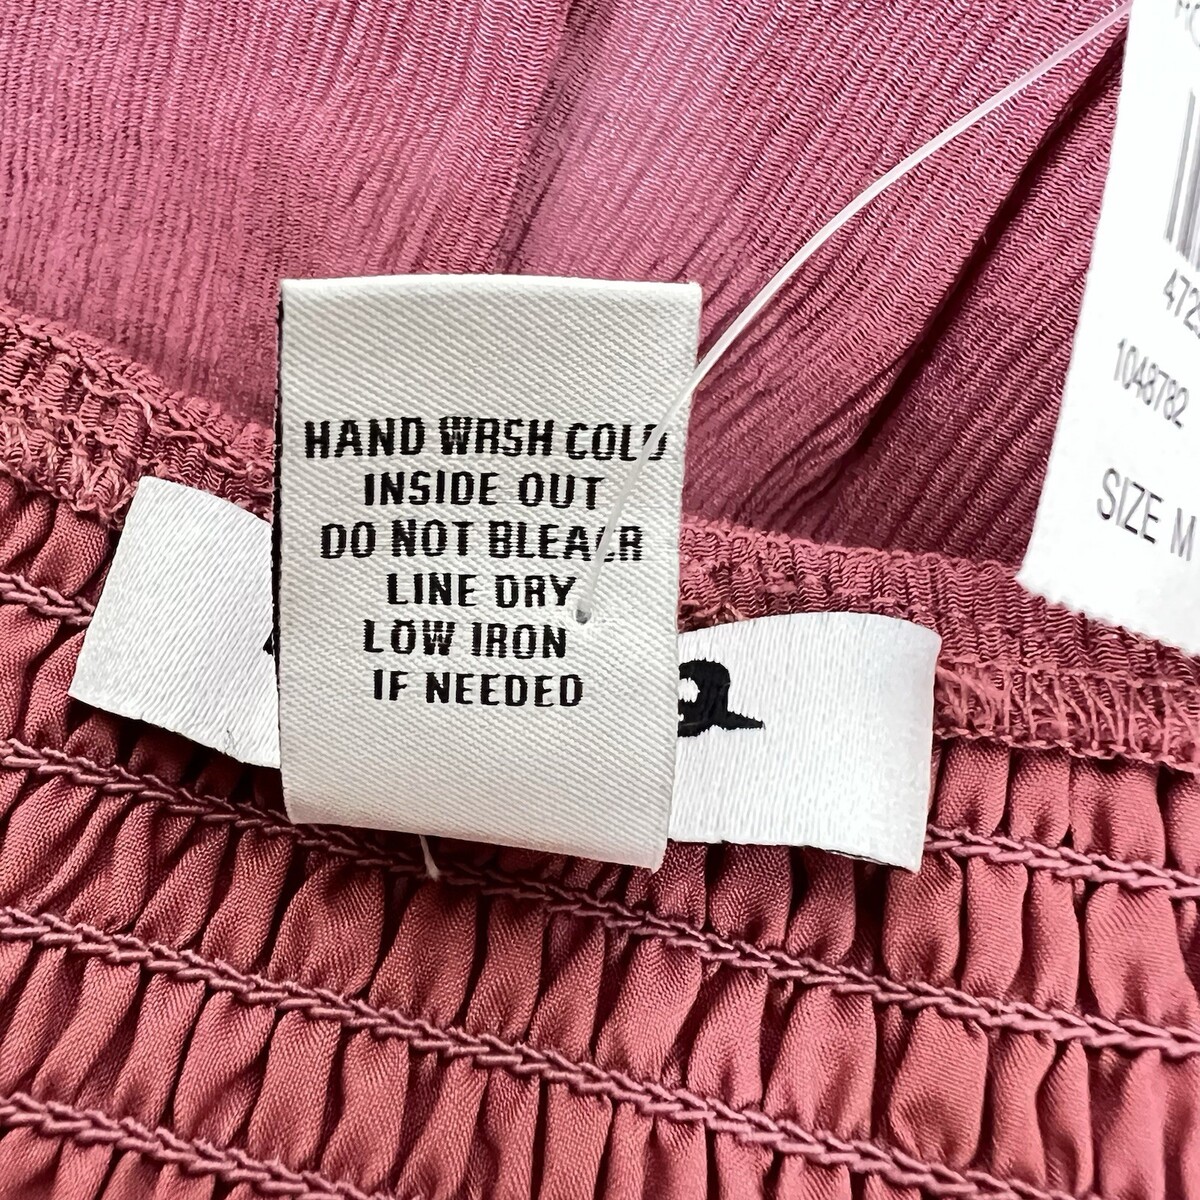 HAND WASH COLD
INSIDE OUT
DO NOT BLEACH
LINE DRY
LOW IRON
IF NEEDED
1048782
SIZE M